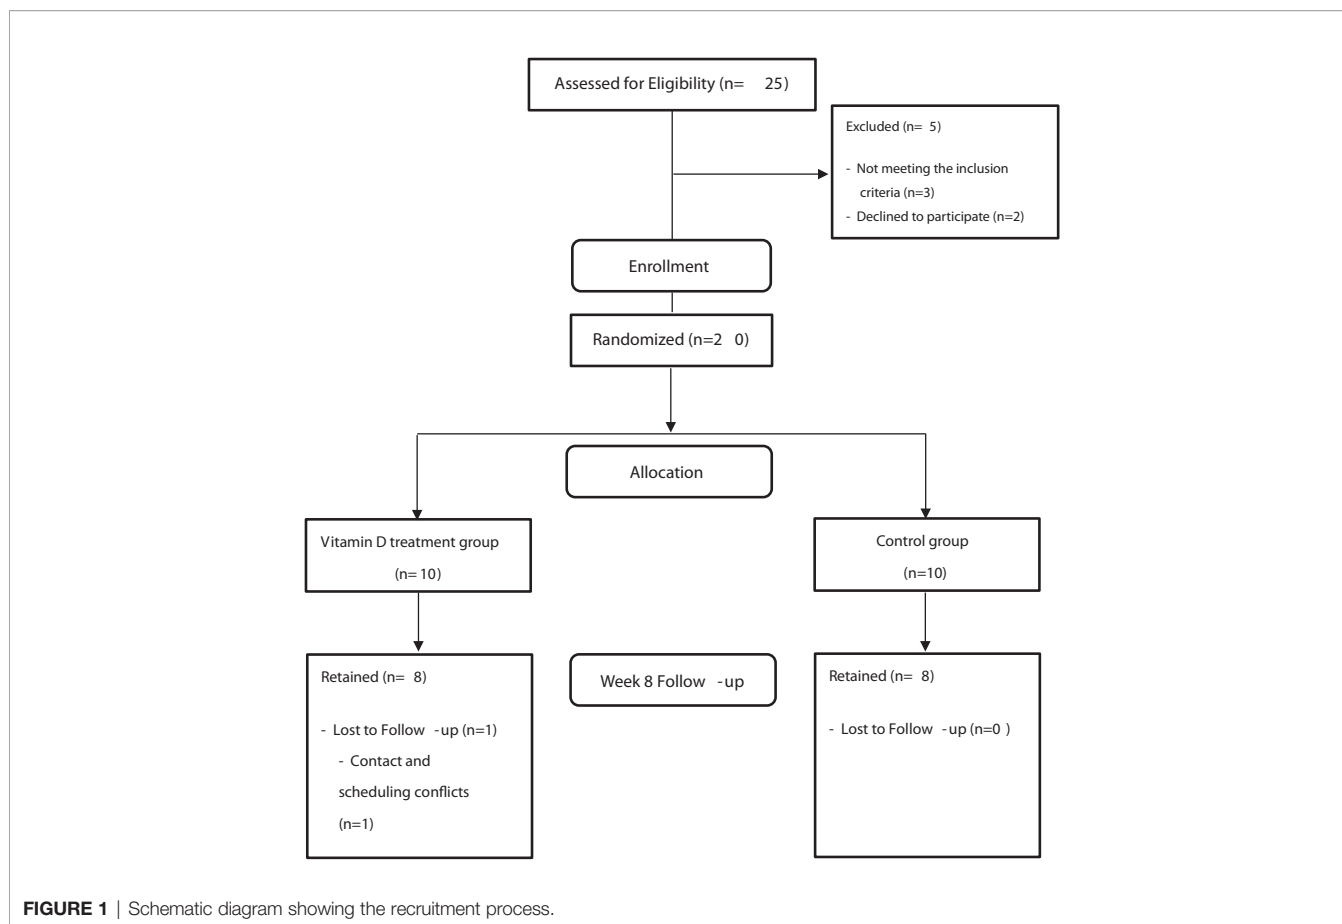 Assessed for Eligibility (n= 25)
Excluded (n= 5)
- Not meeting the inclusion
criteria (n=3)
- Declined to participate (n=2)
Enrollment
Randomized (n=2 0)
Allocation
Vitamin D treatment group
(n= 10)
Control group
(n=10)
Retained (n= 8)
- Lost to Follow -up (n=1)
- Contact and
scheduling conflicts
(n=1)
Week 8 Follow -up
Retained (n= 8)
- Lost to Follow -up (n=0 )
FIGURE 1 | Schematic diagram showing the recruitment process.